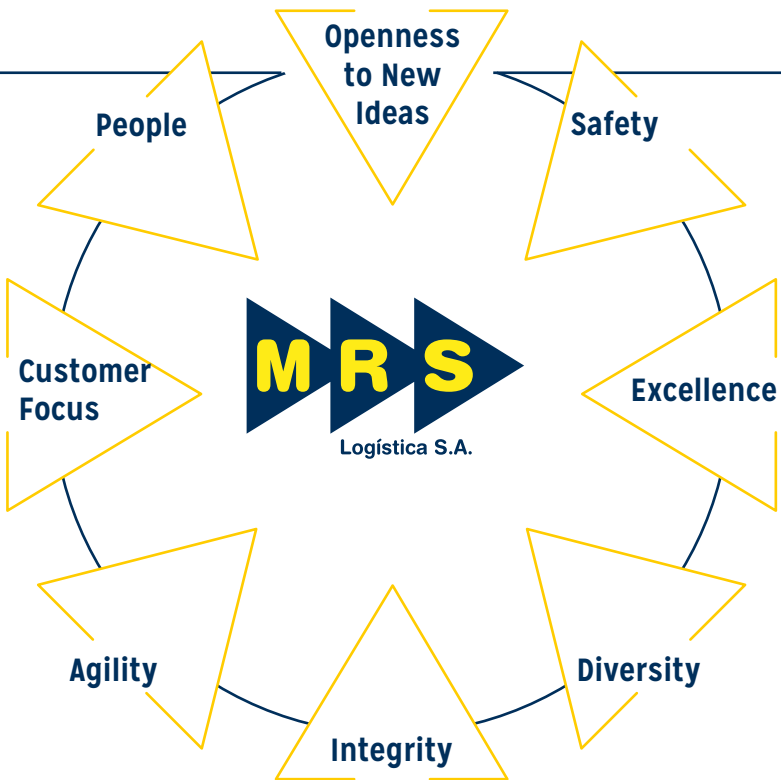 Openness
to New
Ideas
People
Safety
Customer
Focus
MRS
Logística S.A.
Excellence
Agility
Diversity
Integrity